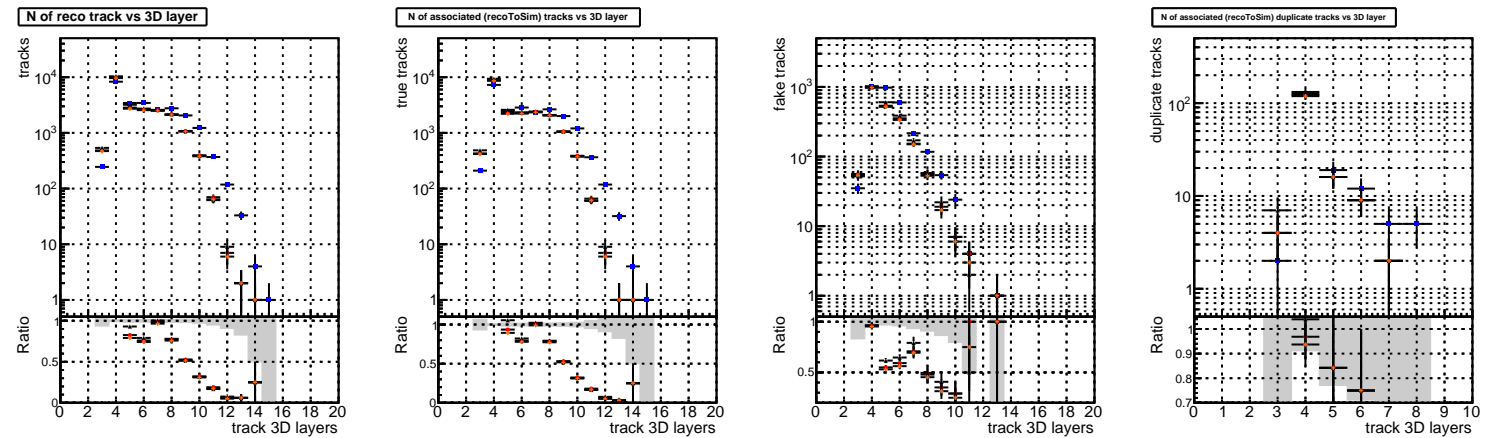 N of reco track vs 3D layer
tracks
10^4
10^3
10^2
10
1
Ratio
1
0.5
0
0 2 4 6 8 10 12 14 16 18 20
track 3D layers
N of associated (recoToSim) tracks vs 3D layer
true tracks
10^4
10^3
10^2
10
1
Ratio
1
0.5
0
0 2 4 6 8 10 12 14 16 18 20
track 3D layers
fake tracks
10^3
10^2
10
1
Ratio
1
0.5
0 2 4 6 8 10 12 14 16 18 20
track 3D layers
N of associated (recoToSim) duplicate tracks vs 3D layer
duplicate tracks
10^2
10
1
Ratio
1
0.9
0.8
0.7
0 1 2 3 4 5 6 7 8 9 10
track 3D layers